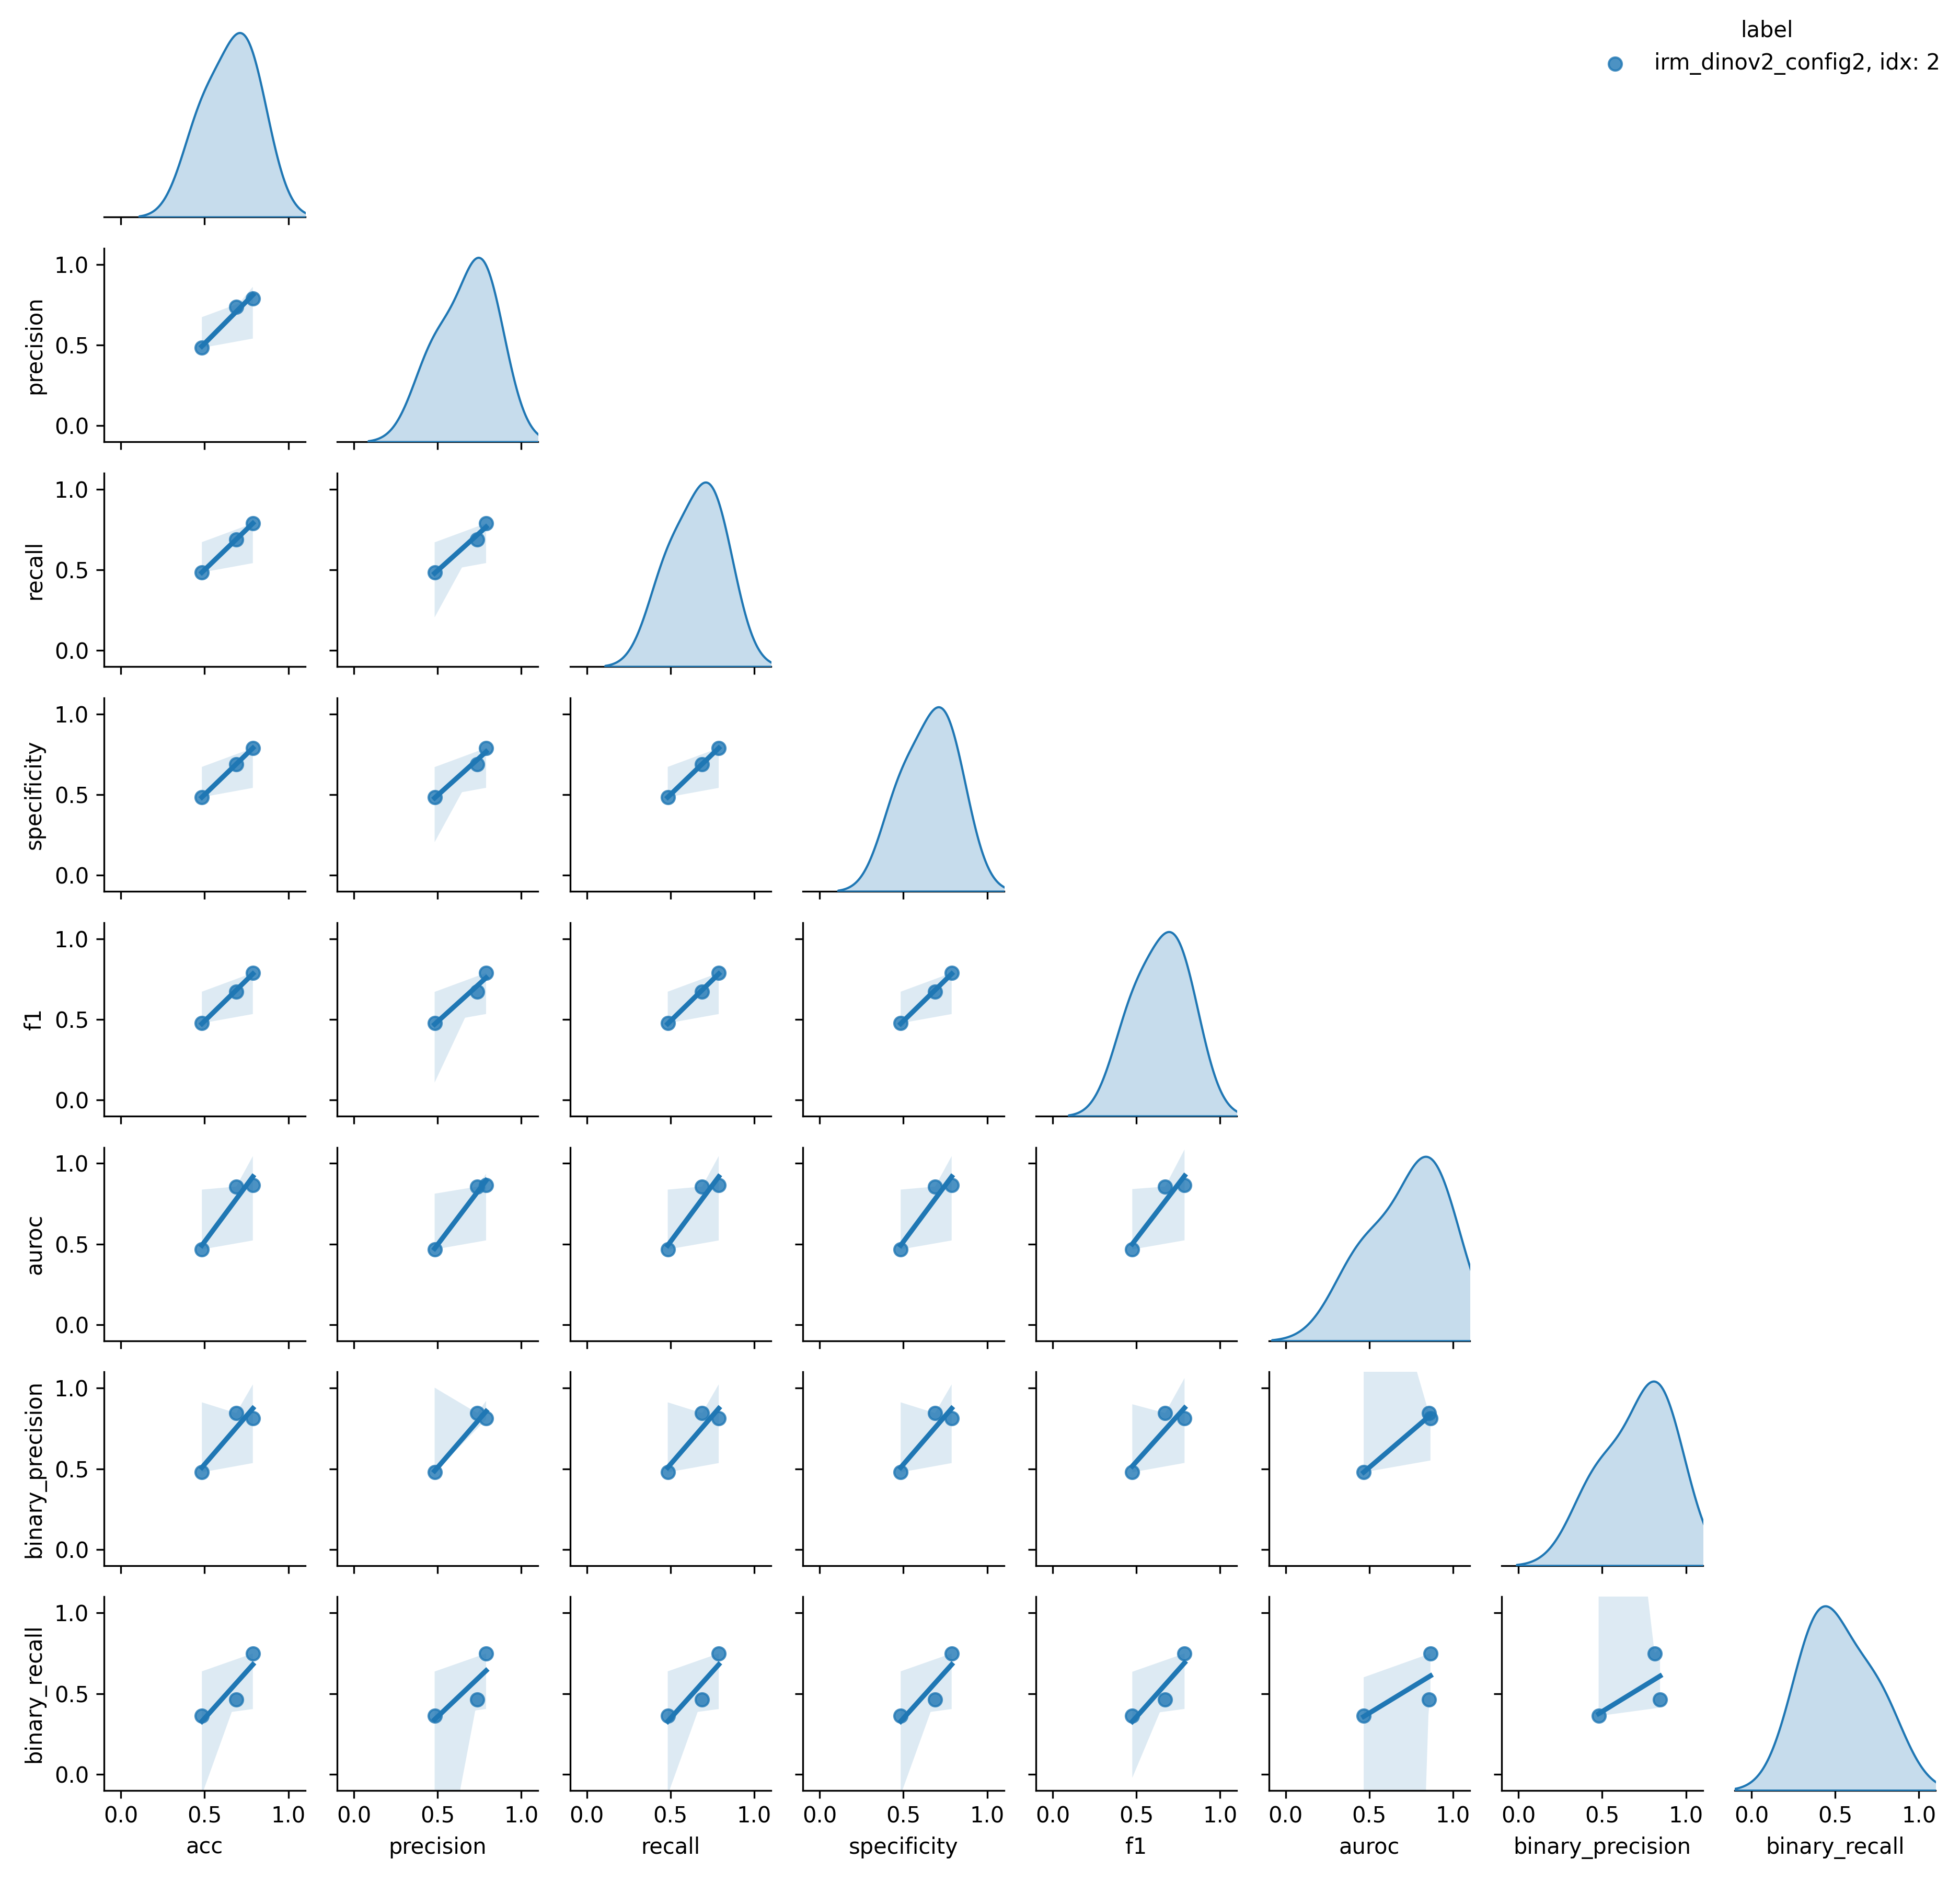 label
irm_dinov2_config2, idx: 2
precision
1.0
0.5
0.0
recall
1.0
0.5
0.0
specificity
1.0
0.5
0.0
f1
1.0
0.5
0.0
auroc
1.0
0.5
0.0
binary_precision
1.0
0.5
0.0
binary_recall
1.0
0.5
0.0
0.0 0.5 1.0 0.0 0.5 1.0 0.0 0.5 1.0 0.0 0.5 1.0 0.0 0.5 1.0 0.0 0.5 1.0 0.0 0.5 1.0 0.0 0.5 1.0
acc precision recall specificity f1 auroc binary_precision binary_recall